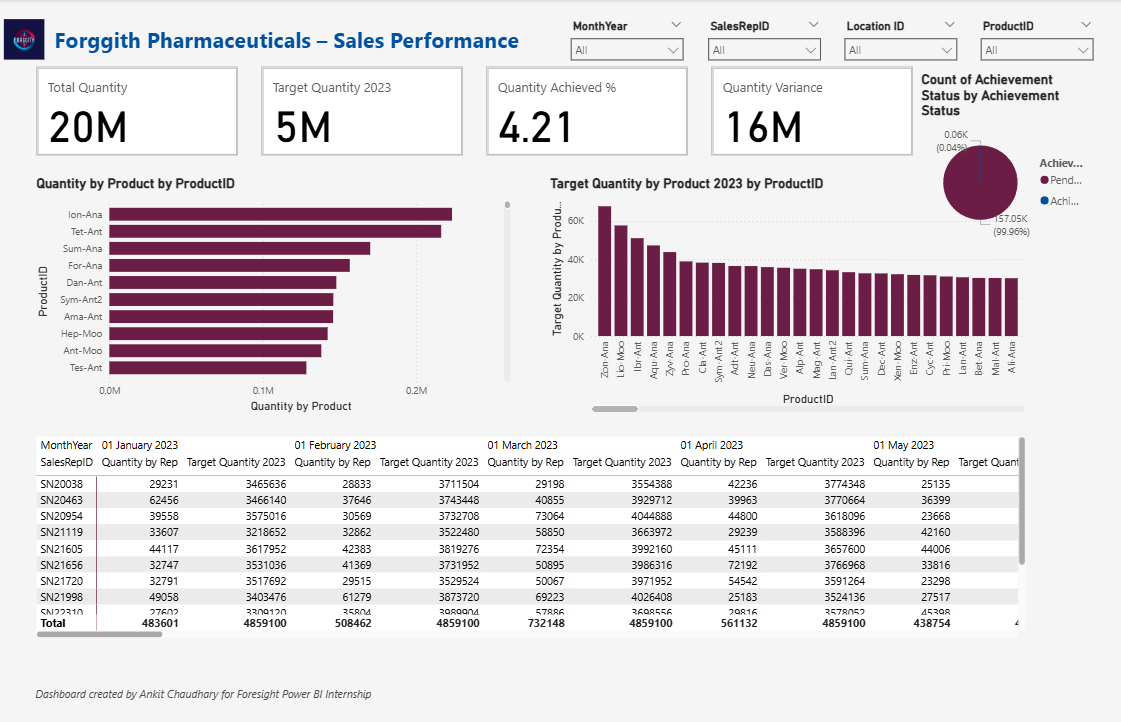 Forggith Pharmaceuticals – Sales Performance
MonthYear
All
SalesRepID
All
Location ID
All
ProductID
All
Total Quantity
20M
Target Quantity 2023
5M
Quantity Achieved %
4.21
Quantity Variance
16M
Count of Achievement
Status by Achievement
Status
0.06K
(0.04%)
157.05K
(99.96%)
Achiev...
Pend...
Achi...
Quantity by Product by ProductID
ProductID
Ion-Ana
Tet-Ant
Sum-Ana
For-Ana
Dan-Ant
Sym-Ant2
Ama-Ant
Hep-Moo
Ant-Moo
Tes-Ant
0.0M 0.1M 0.2M
Quantity by Product
Target Quantity by Product 2023 by ProductID
Target Quantity by Produ...
60K
40K
20K
0K
Zon-Ana
Lio-Moo
Ibr-Ant
Aqu-Ana
Zyv-Ana
Pro-Ana
Cla-Ant
Sym-Ant2
Adt-Ant
Neu-Ana
Das-Ana
Ver-Moo
Alp-Ant
Mag-Ant
Ian-Ant2
Qui-Ant
Sum-Ana
Dec-Ant
Xen-Moo
Enz-Ant
Cyc-Ant
Pri-Moo
Lan-Ant
Bet-Ana
Mal-Ant
Ali-Ana
ProductID
MonthYear 01 January 2023 01 February 2023 01 March 2023 01 April 2023 01 May 2023
SalesRepID Quantity by Rep Target Quantity 2023 Quantity by Rep Target Quantity 2023 Quantity by Rep Target Quantity 2023 Quantity by Rep Target Quantity 2023 Quantity by Rep Target Quant
SN20038 29231 3465636 28833 3711504 29198 3554388 42236 3774348 25135
SN20463 62456 3466140 37646 3743448 40855 3929712 39963 3770664 36399
SN20954 39558 3575016 30569 3732708 73064 4044888 44800 3618096 23668
SN21119 33607 3218652 32862 3522480 58850 3663972 29239 3588396 42160
SN21605 44117 3617952 42383 3819276 72354 3992160 45111 3657600 44006
SN21656 32747 3531036 41369 3731952 50895 3986316 72192 3766968 33816
SN21720 32791 3517692 29515 3529524 50067 3971952 54542 3591264 23298
SN21998 49058 3403476 61279 3873720 69223 4026408 25183 3524136 27517
SN22310 27602 3309120 35804 3989904 57886 3698556 29816 3578052 45398
Total 483601 4859100 508462 4859100 732148 4859100 561132 4859100 438754
Dashboard created by Ankit Chaudhary for Foresight Power BI Internship